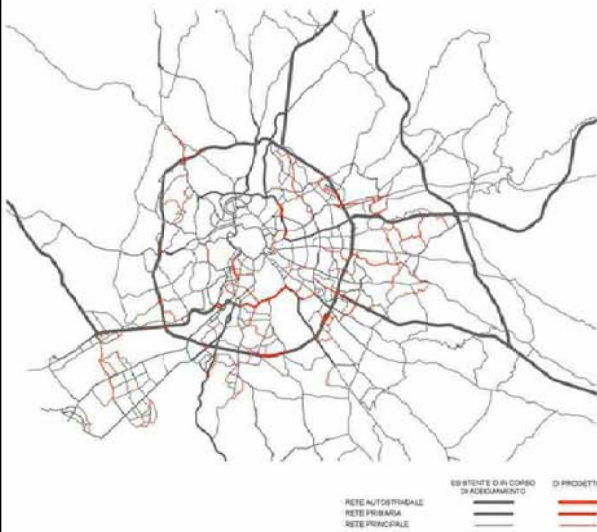 ESISTENTE O IN CORSO DI ADEGUAMENTO
DI PROGETTO
RETE AUTOSTRADALE
RETE PRIMARIA
RETE PRINCIPALE